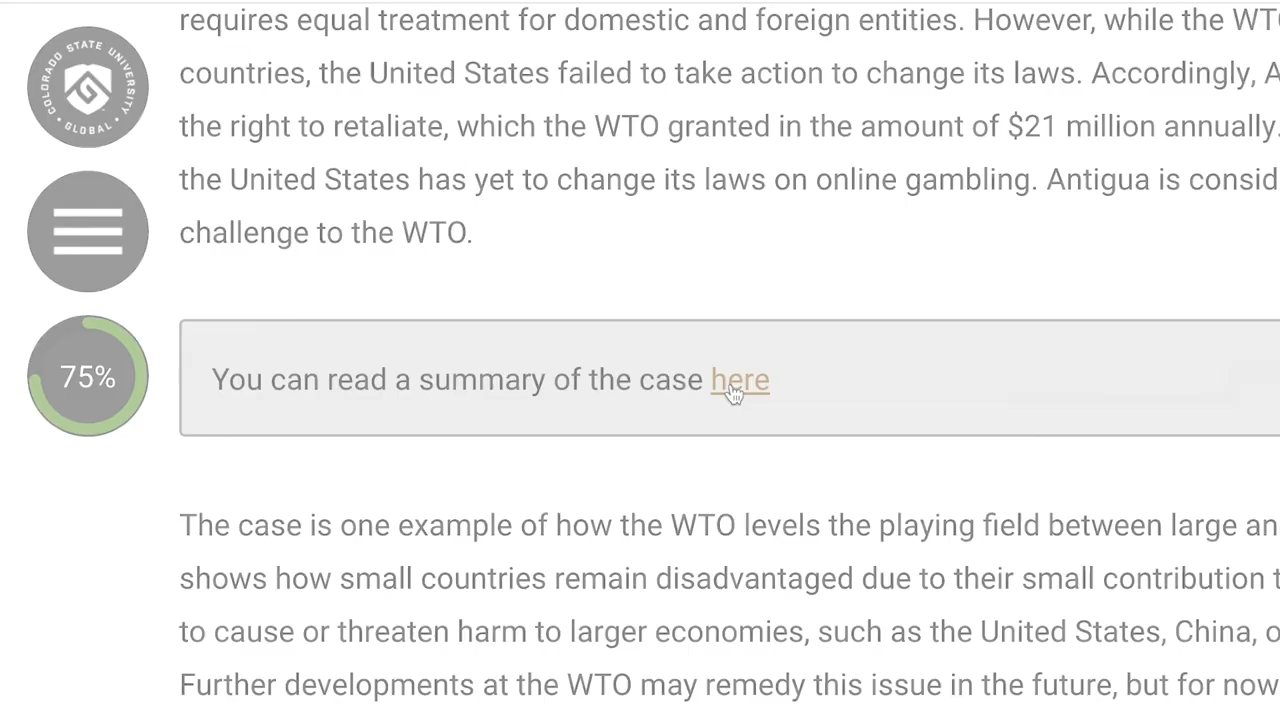 requires equal treatment for domestic and foreign entities. However, while the WTO
countries, the United States failed to take action to change its laws. Accordingly,
the right to retaliate, which the WTO granted in the amount of $21 million annually.
the United States has yet to change its laws on online gambling. Antigua is
challenge to the WTO.
COLORADO STATE UNIVERSITY
GLOBAL
75%
You can read a summary of the case here
The case is one example of how the WTO levels the playing field between large
shows how small countries remain disadvantaged due to their small contribution
to cause or threaten harm to larger economies, such as the United States, China,
Further developments at the WTO may remedy this issue in the future, but for now